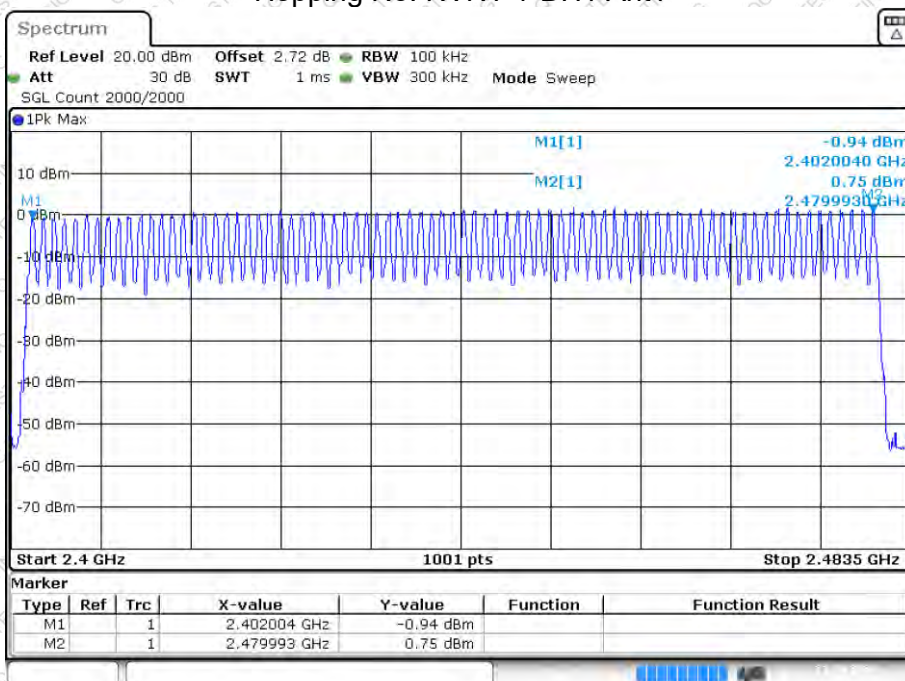 Spectrum
Ref Level 20.00 dBm Offset 2.72 dB RBW 100 kHz
Att 30 dB SWT 1 ms VBW 300 kHz Mode Sweep
SGL Count 2000/2000
1Pk Max
M1[1] -0.94 dBm
2.4020040 GHz
10 dBm
M2[1] 0.75 dBm
2.4799930 GHz
M1
M2
0 dBm
-10 dBm
-20 dBm
-30 dBm
-40 dBm
-50 dBm
-60 dBm
-70 dBm
Start 2.4 GHz 1001 pts Stop 2.4835 GHz
Marker
Type Ref Trc X-value Y-value Function Function Result
M1 1 2.402004 GHz -0.94 dBm
M2 1 2.479993 GHz 0.75 dBm